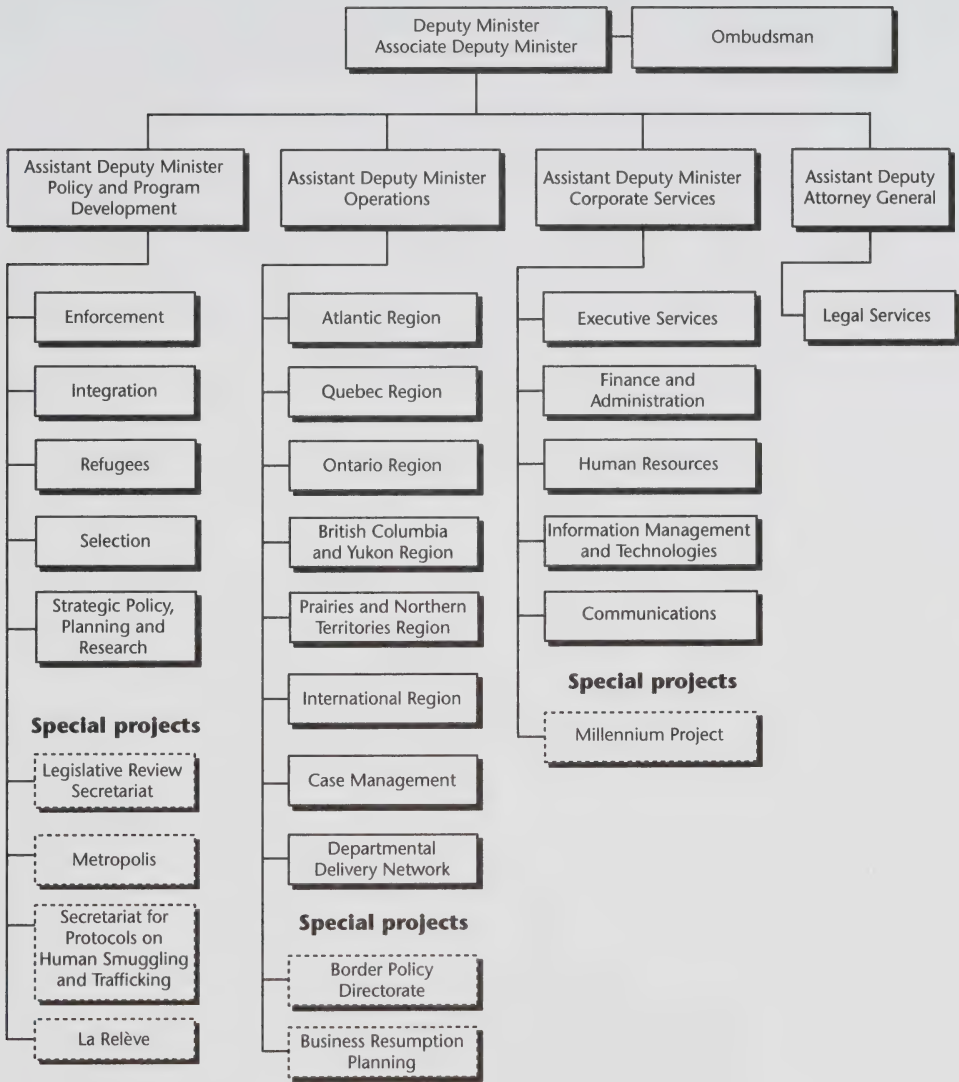 Deputy Minister
Associate Deputy Minister
Ombudsman
Assistant Deputy Minister
Policy and Program
Development
Assistant Deputy Minister
Operations
Assistant Deputy Minister
Corporate Services
Assistant Deputy
Attorney General
Enforcement
Integration
Refugees
Selection
Strategic Policy,
Planning and
Research
Special projects
Legislative Review
Secretariat
Metropolis
Secretariat for
Protocols on
Human Smuggling
and Trafficking
La Relève
Atlantic Region
Quebec Region
Ontario Region
British Columbia
and Yukon Region
Prairies and Northern
Territories Region
International Region
Case Management
Departmental
Delivery Network
Special projects
Border Policy
Directorate
Business Resumption
Planning
Executive Services
Finance and
Administration
Human Resources
Information Management
and Technologies
Communications
Special projects
Millennium Project
Legal Services